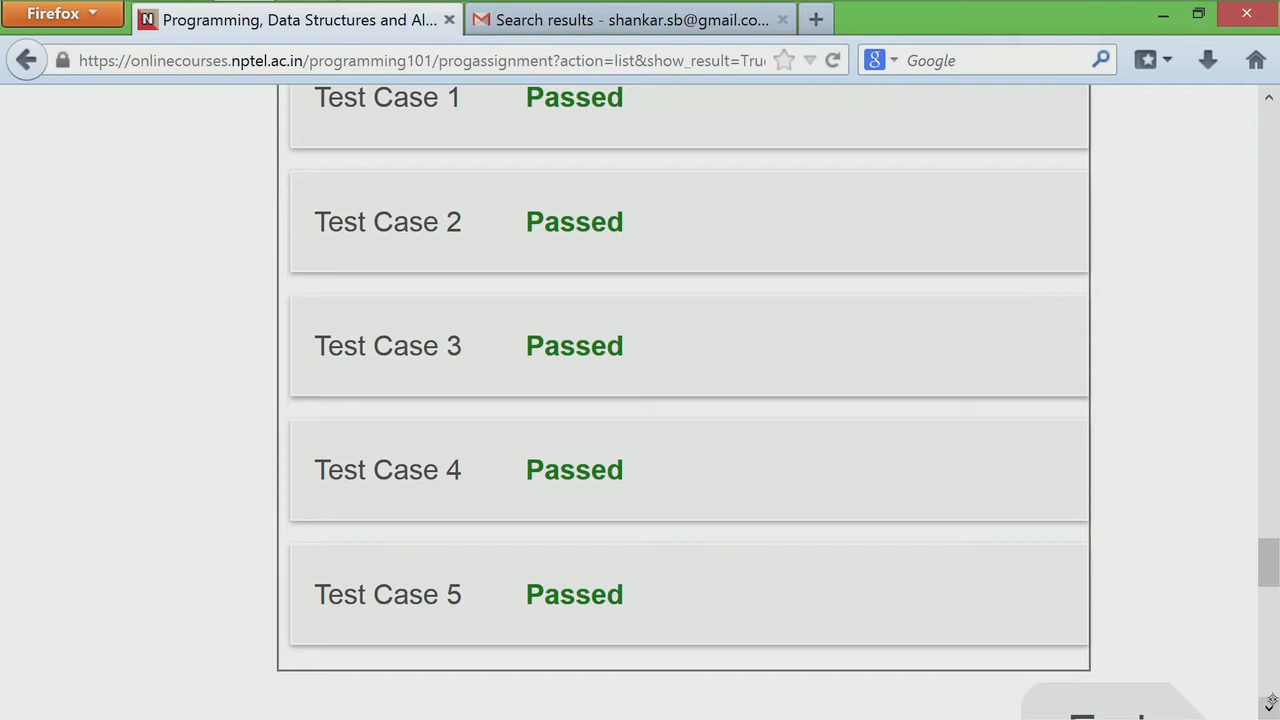 Firefox
Programming, Data Structures and Al...
Search results - shankar.sb@gmail.co...
https://onlinecourses.nptel.ac.in/programming101/progassignment?action=list&show_result=Tru
Google
Test Case 1 Passed
Test Case 2 Passed
Test Case 3 Passed
Test Case 4 Passed
Test Case 5 Passed